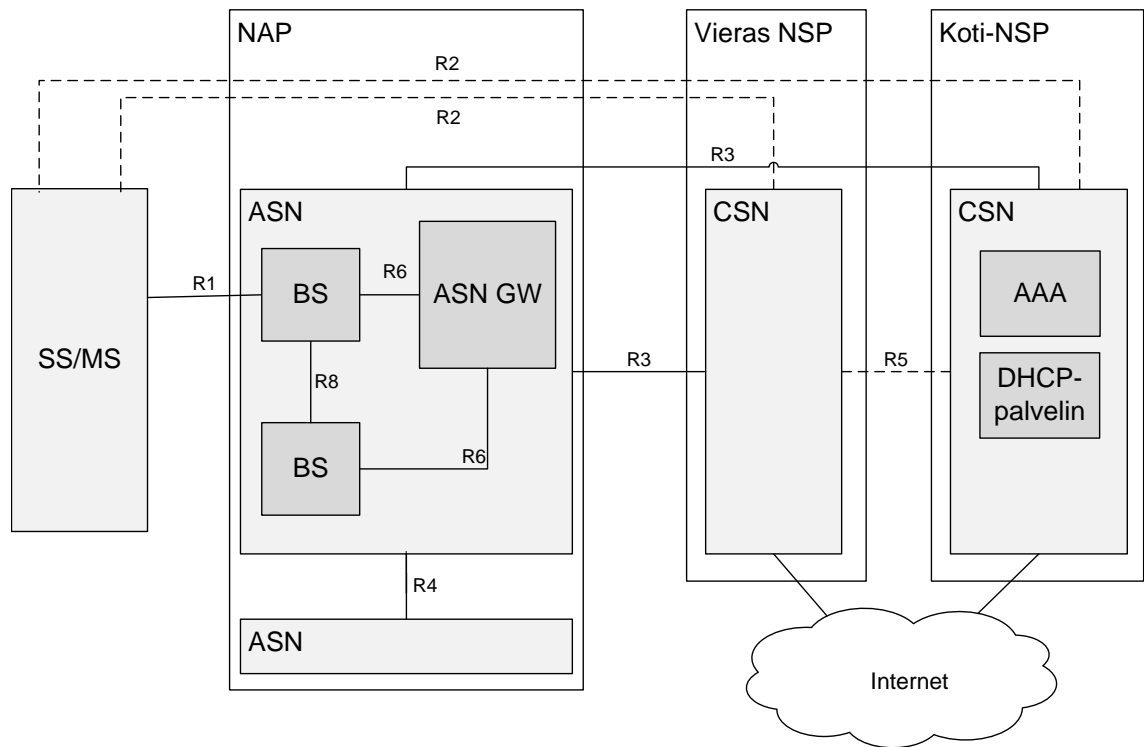 NAP
Vieras NSP
Koti-NSP
R2
R2
R3
ASN
CSN
CSN
R1
BS
R6
ASN GW
AAA
SS/MS
R3
R5
R8
DHCP-
palvelin
BS
R6
R4
ASN
Internet